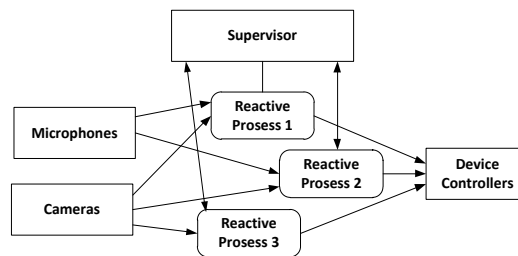 Supervisor
Reactive
Prosess 1
Microphones
Reactive
Prosess 2
Device
Controllers
Cameras
Reactive
Prosess 3